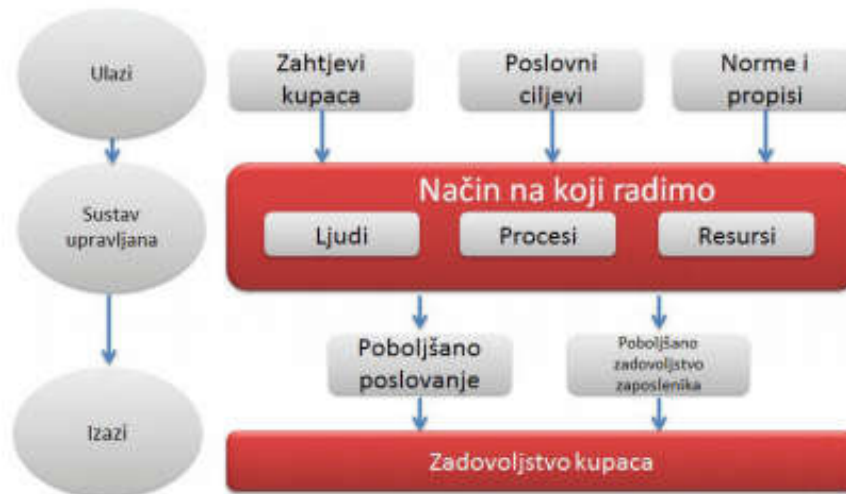 Ulazi
Zahtjevi
kupaca
Poslovni
ciljevi
Norme i
propisi
Sustav
upravljana
Način na koji radimo
Ljudi
Procesi
Resursi
Poboljšano
poslovanje
Poboljšano
zadovoljstvo
zaposlenika
Izazi
Zadovoljstvo kupaca